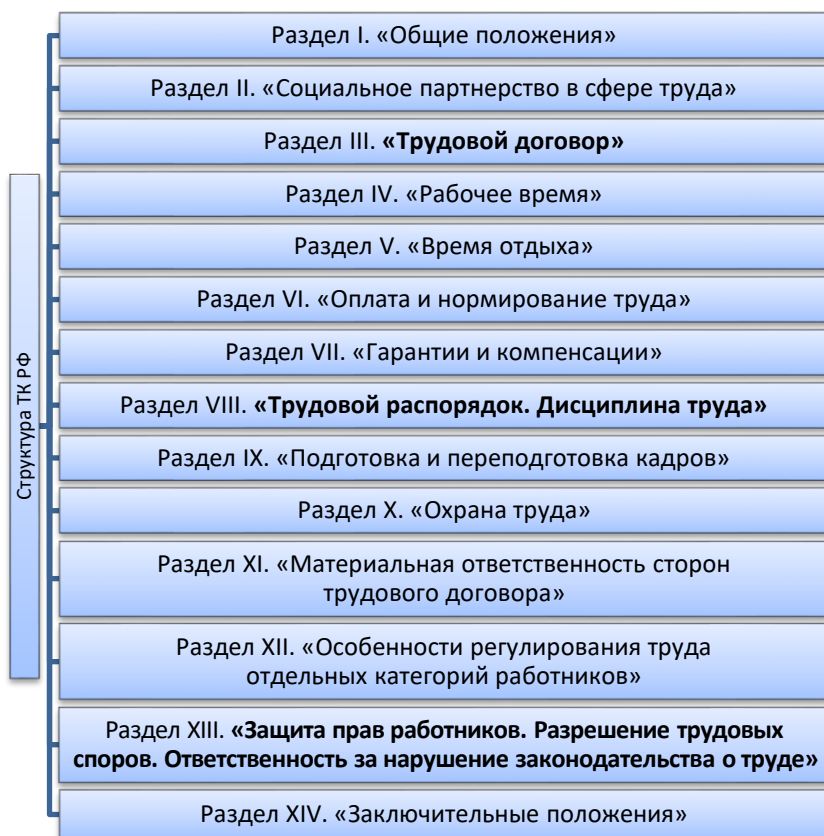 Структура ТК РФ
Раздел I. «Общие положения»
Раздел II. «Социальное партнерство в сфере труда»
Раздел III. «Трудовой договор»
Раздел IV. «Рабочее время»
Раздел V. «Время отдыха»
Раздел VI. «Оплата и нормирование труда»
Раздел VII. «Гарантии и компенсации»
Раздел VIII. «Трудовой распорядок. Дисциплина труда»
Раздел IX. «Подготовка и переподготовка кадров»
Раздел X. «Охрана труда»
Раздел XI. «Материальная ответственность сторон
трудового договора»
Раздел XII. «Особенности регулирования труда
отдельных категорий работников»
Раздел XIII. «Защита прав работников. Разрешение трудовых
споров. Ответственность за нарушение законодательства о труде»
Раздел XIV. «Заключительные положения»